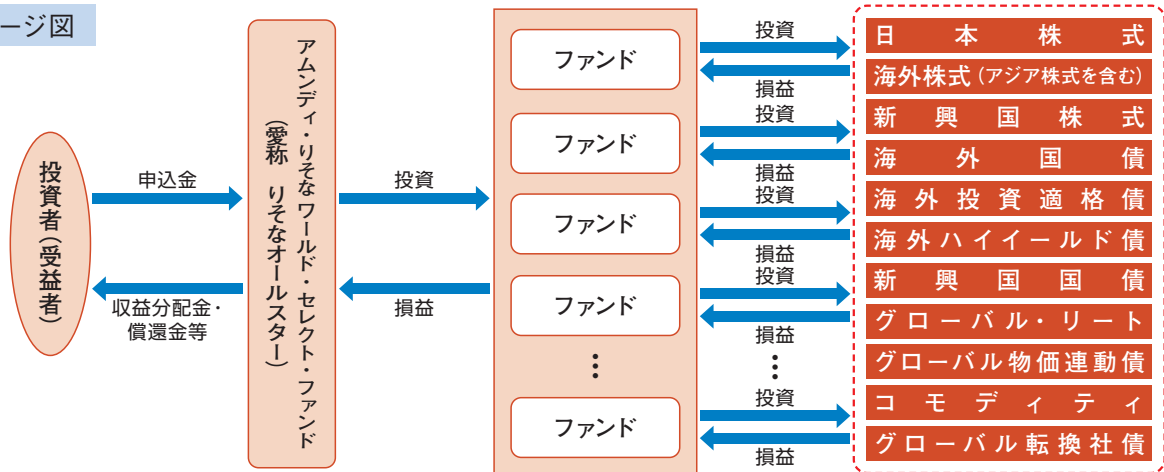 ージ図
投資者(受益者)
申込金
収益分配金・
償還金等
アムンディ・りそなワールド・セレクト・ファンド
(愛称 りそなオールスター)
投資
損益
ファンド
ファンド
ファンド
ファンド
⋮
ファンド
投資
損益
投資
損益
投資
損益
投資
損益
⋮
投資
損益
日本株式
海外株式(アジア株式を含む)
新興国株式
海外国債
海外投資適格債
海外ハイイールド債
新興国国債
グローバル・リート
グローバル物価連動債
コモディティ
グローバル転換社債